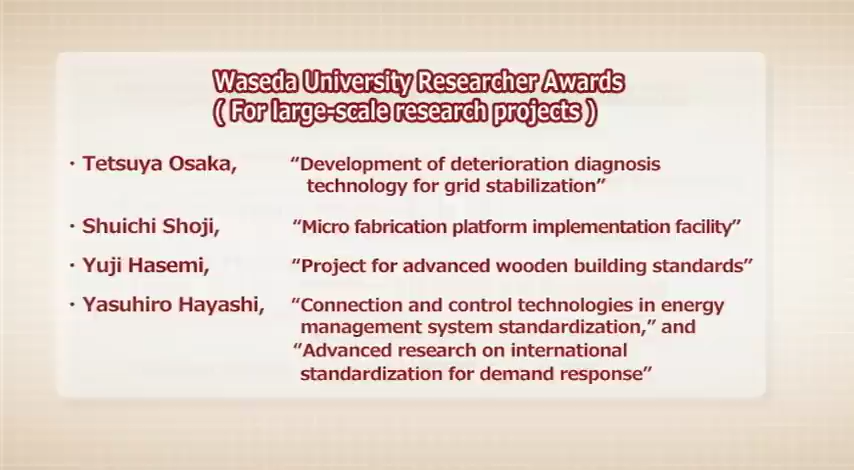 Waseda University Researcher Awards
( For large-scale research projects )
・Tetsuya Osaka, “Development of deterioration diagnosis
technology for grid stabilization”
・Shuichi Shoji, “Micro fabrication platform implementation facility”
・Yuji Hasemi, “Project for advanced wooden building standards”
・Yasuhiro Hayashi, “Connection and control technologies in energy
management system standardization,” and
“Advanced research on international
standardization for demand response”